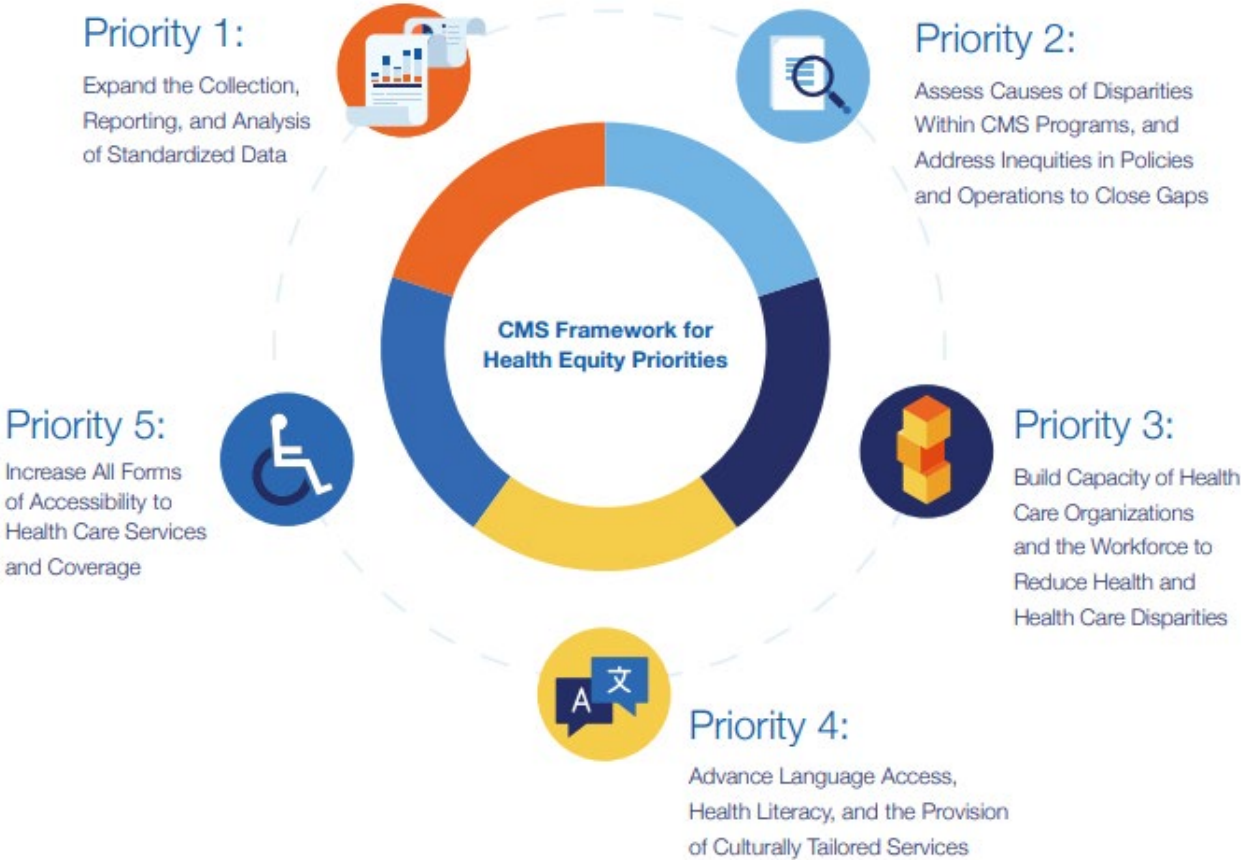 Priority 1:
Expand the Collection,
Reporting, and Analysis
of Standardized Data
Priority 2:
Assess Causes of Disparities
Within CMS Programs, and
Address Inequities in Policies
and Operations to Close Gaps
CMS Framework for
Health Equity Priorities
Priority 3:
Build Capacity of Health
Care Organizations
and the Workforce to
Reduce Health and
Health Care Disparities
Priority 5:
Increase All Forms
of Accessibility to
Health Care Services
and Coverage
A 文
Priority 4:
Advance Language Access,
Health Literacy, and the Provision
of Culturally Tailored Services